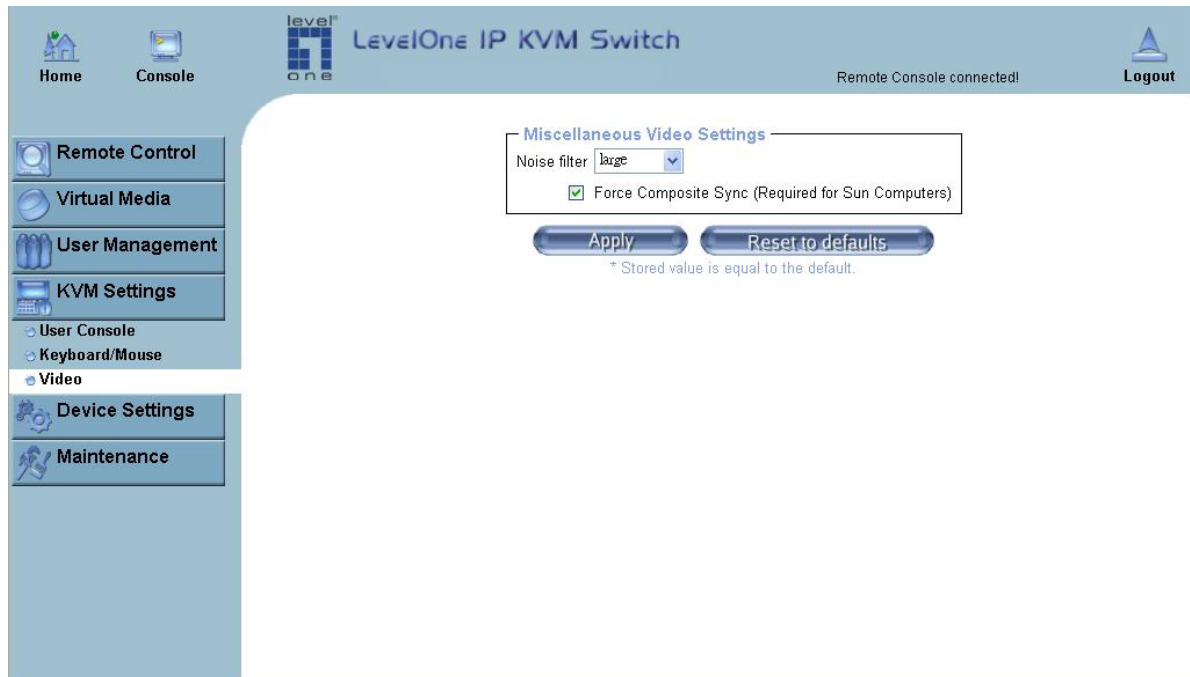 level one
LevelOne IP KVM Switch
Home
Console
Remote Console connected!
Logout
Remote Control
Virtual Media
User Management
KVM Settings
User Console
Keyboard/Mouse
Video
Device Settings
Maintenance
Miscellaneous Video Settings
Noise filter large
Force Composite Sync (Required for Sun Computers)
Apply Reset to defaults
* Stored value is equal to the default.